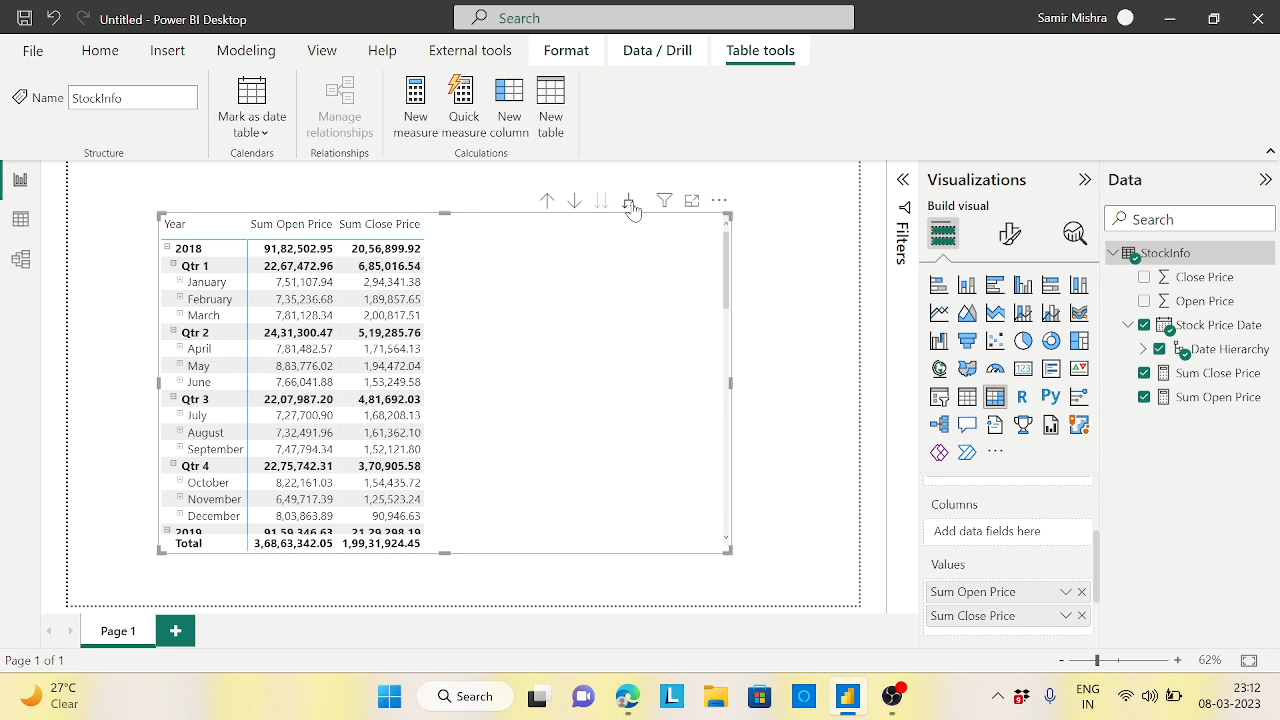 Untitled - Power BI Desktop
Search
Samir Mishra
File Home Insert Modeling View Help External tools Format Data / Drill Table tools
Name StockInfo
Mark as date table
Manage relationships
New measure
Quick measure
New column
New table
Structure Calendars Relationships Calculations
Year Sum Open Price Sum Close Price
2018 91,82,502.95 20,56,899.92
Qtr 1 22,67,472.96 6,85,016.54
January 7,51,107.94 2,94,341.38
February 7,35,236.68 1,89,857.65
March 7,81,128.34 2,00,817.51
Qtr 2 24,31,300.47 5,19,285.76
April 7,81,482.57 1,71,564.13
May 8,83,776.02 1,94,472.04
June 7,66,041.88 1,53,249.58
Qtr 3 22,07,987.20 4,81,692.03
July 7,27,700.90 1,68,208.13
August 7,32,491.96 1,61,362.10
September 7,47,794.34 1,52,121.80
Qtr 4 22,75,742.31 3,70,905.58
October 8,22,161.03 1,54,435.72
November 6,49,717.39 1,25,523.24
December 8,03,863.89 90,946.63
2019 91,59,346.63 21,29,298.19
Total 3,68,63,342.05 1,99,31,924.45
Filters
Visualizations
Build visual
123
R Py
Columns
Add data fields here
Values
Sum Open Price
Sum Close Price
Data
Search
StockInfo
Close Price
Open Price
Stock Price Date
Date Hierarchy
Sum Close Price
Sum Open Price
Page 1
Page 1 of 1
62%
27°C
Clear
Search
L
9
ENG
IN
23:12
08-03-2023